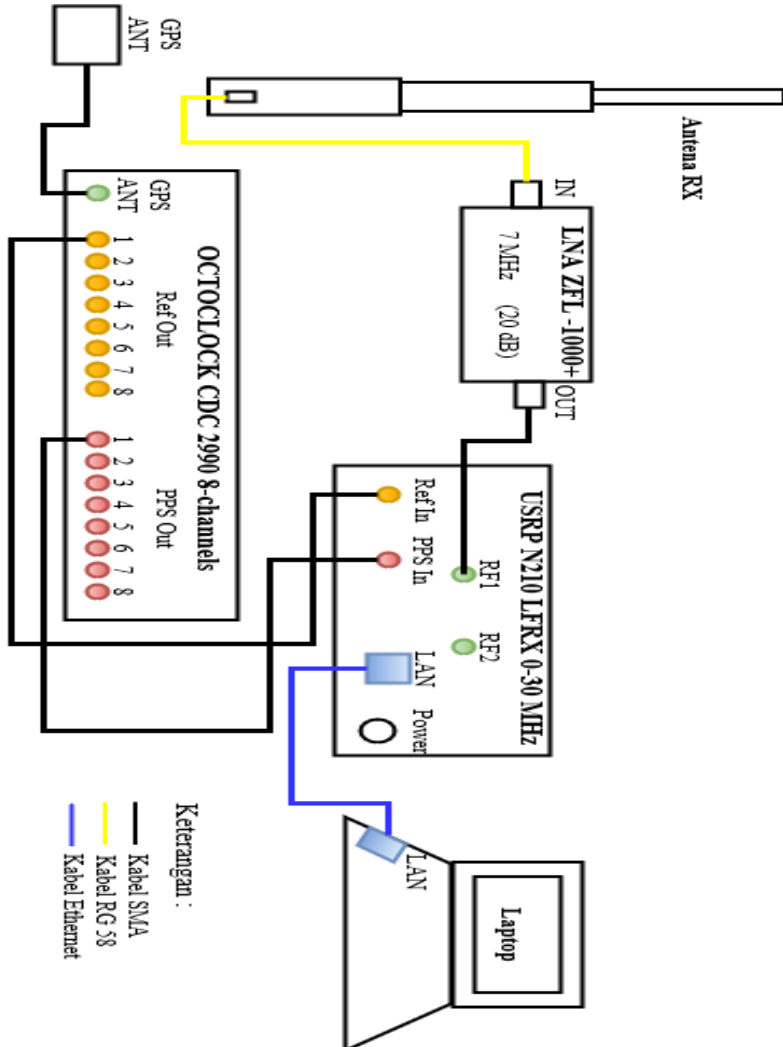 Antena RX
IN
LNA ZFL -1000+
7 MHz (20 dB)
OUT
USRP N210 LFRX 0-30 MHz
RF1
RF2
Ref In
PPS In
LAN
Power
LAN
Laptop
GPS
ANT
OCTOCLOCK CDC 2990 8-channels
GPS
ANT
Ref Out
1 2 3 4 5 6 7 8
PPS Out
1 2 3 4 5 6 7 8
Keterangan :
Kabel SMA
Kabel RG 58
Kabel Ethernet